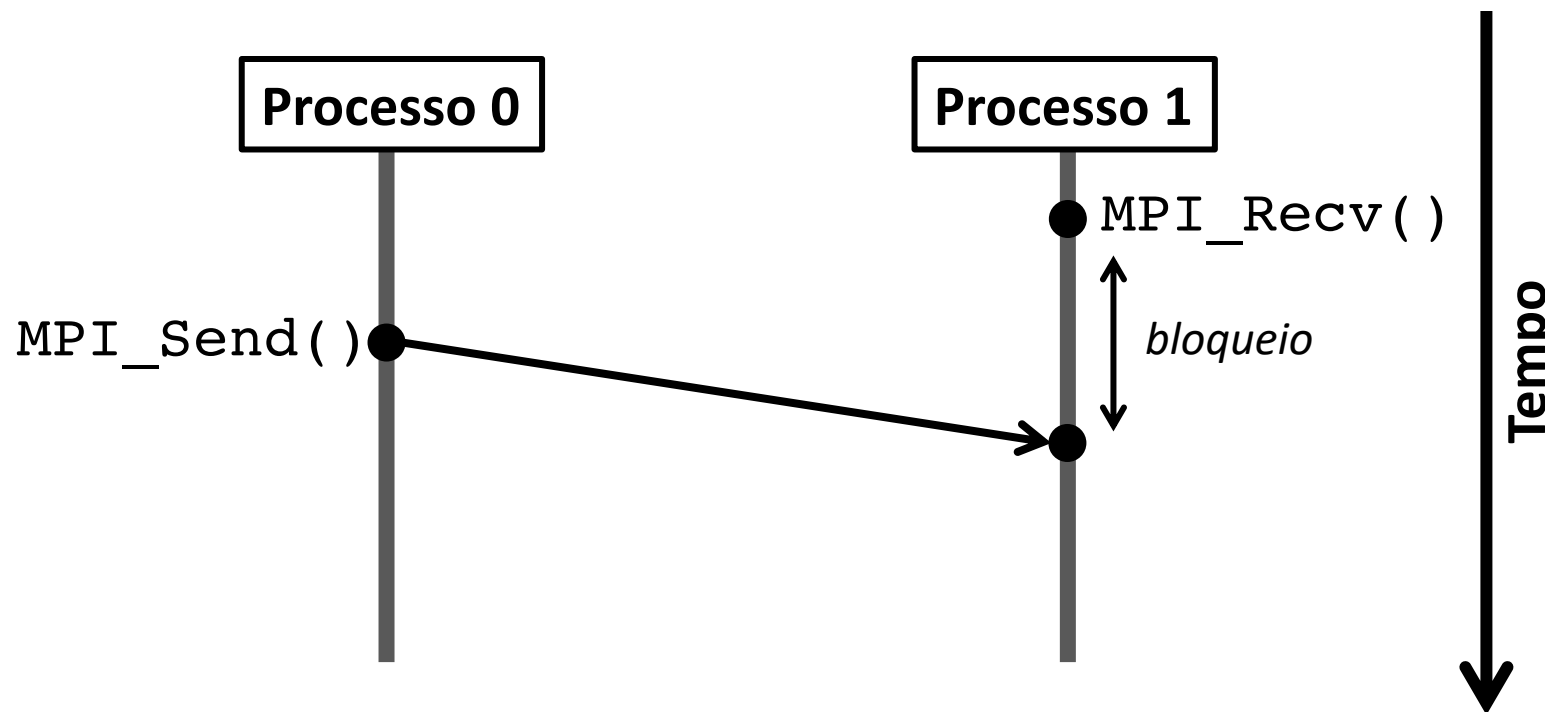 Processo 0
Processo 1
MPI_Recv()
MPI_Send()
bloqueio
Tempo